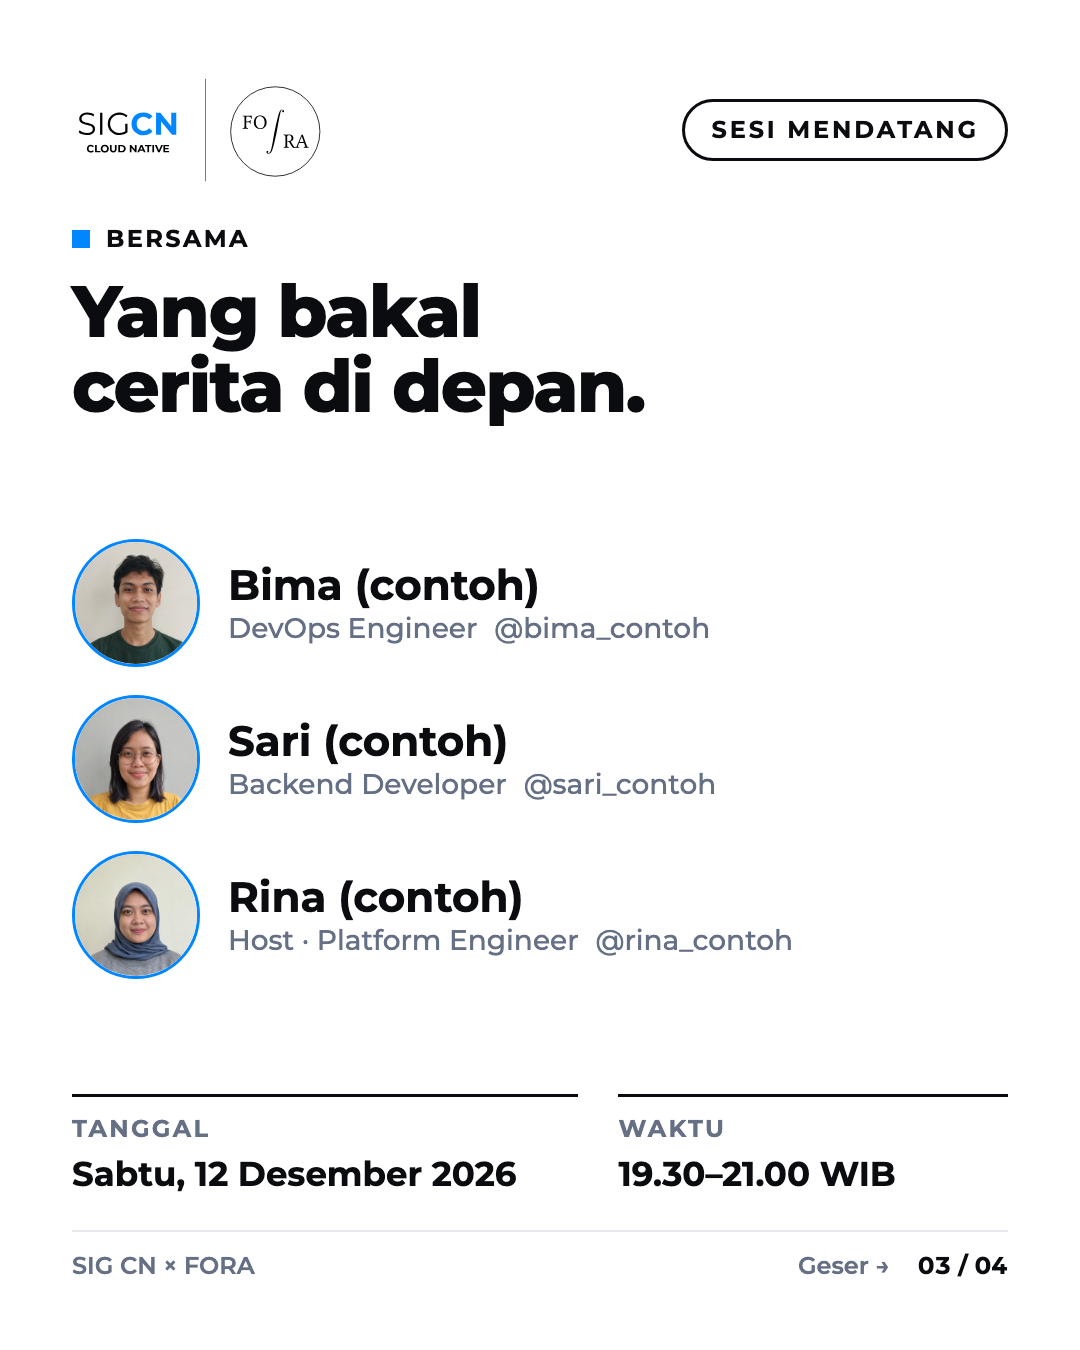 SIGCN
CLOUD NATIVE
FO RA
SESI MENDATANG
BERSAMA
Yang bakal
cerita di depan.
Bima (contoh)
DevOps Engineer @bima_contoh
Sari (contoh)
Backend Developer @sari_contoh
Rina (contoh)
Host · Platform Engineer @rina_contoh
TANGGAL
Sabtu, 12 Desember 2026
WAKTU
19.30–21.00 WIB
SIG CN × FORA
Geser → 03 / 04